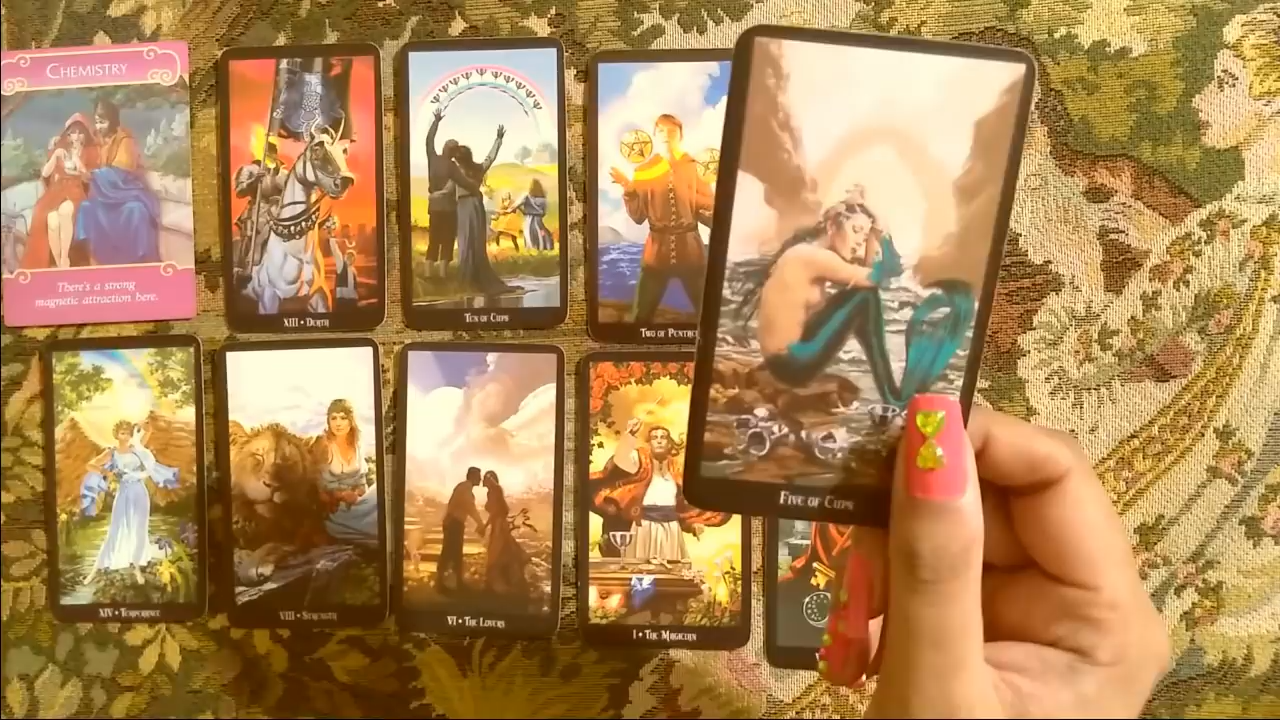 CHEMISTRY
There's a strong
magnetic attraction here.
XIII • DEATH
TEN OF CUPS
TWO OF
FIVE OF CUPS
XIV • TEMPERANCE
VIII • STRENGTH
VI • THE LOVERS
I • THE MAGICIAN